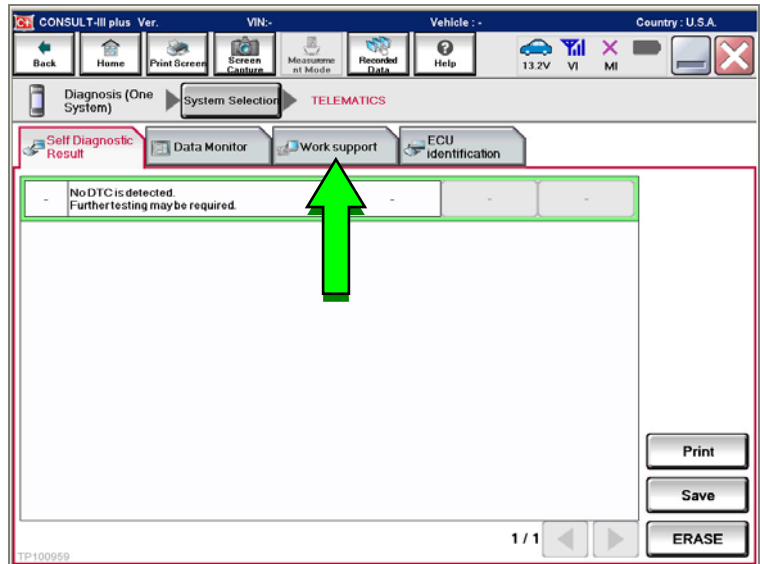 CONSULT-III plus Ver. VIN:- Vehicle : - Country : U.S.A.
Back Home Print Screen Screen Capture Measureme nt Mode Recorded Data Help 13.2V VI MI
Diagnosis (One System) System Selection TELEMATICS
Self Diagnostic Result Data Monitor Work support ECU identification
- No DTC is detected. - - -
Further testing may be required.
Print
Save
1 / 1 ERASE
TP100959